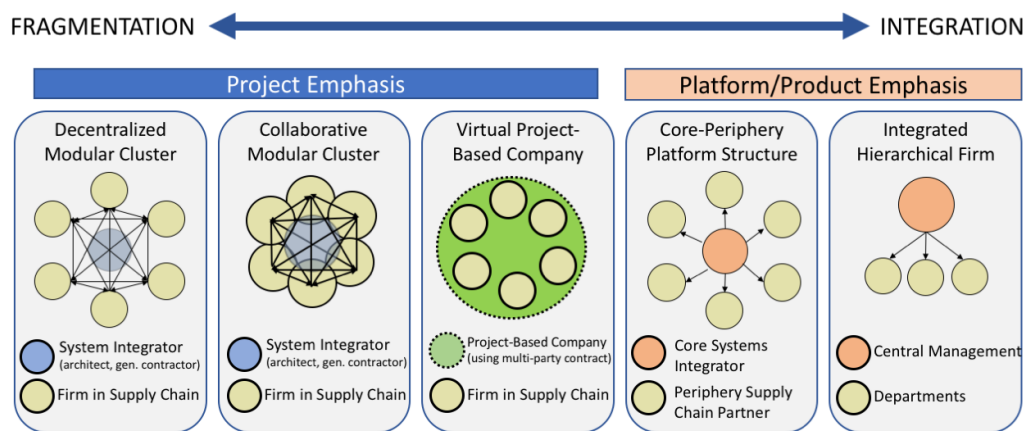 FRAGMENTATION
INTEGRATION
Project Emphasis
Platform/Product Emphasis
Decentralized
Modular Cluster
System Integrator
(architect, gen. contractor)
Firm in Supply Chain
Collaborative
Modular Cluster
System Integrator
(architect, gen. contractor)
Firm in Supply Chain
Virtual Project-
Based Company
Project-Based Company
(using multi-party contract)
Firm in Supply Chain
Core-Periphery
Platform Structure
Core Systems
Integrator
Periphery Supply
Chain Partner
Integrated
Hierarchical Firm
Central Management
Departments